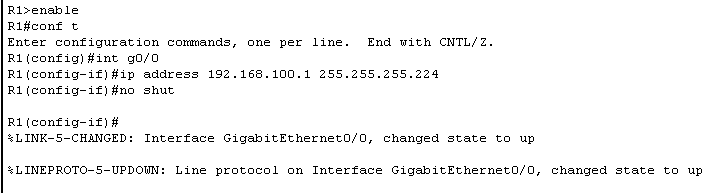 R1>enable
R1#conf t
Enter configuration commands, one per line.  End with CNTL/Z.
R1(config)#int g0/0
R1(config-if)#ip address 192.168.100.1 255.255.255.224
R1(config-if)#no shut
R1(config-if)#
%LINK-5-CHANGED: Interface GigabitEthernet0/0, changed state to up
%LINEPROTO-5-UPDOWN: Line protocol on Interface GigabitEthernet0/0, changed state to up